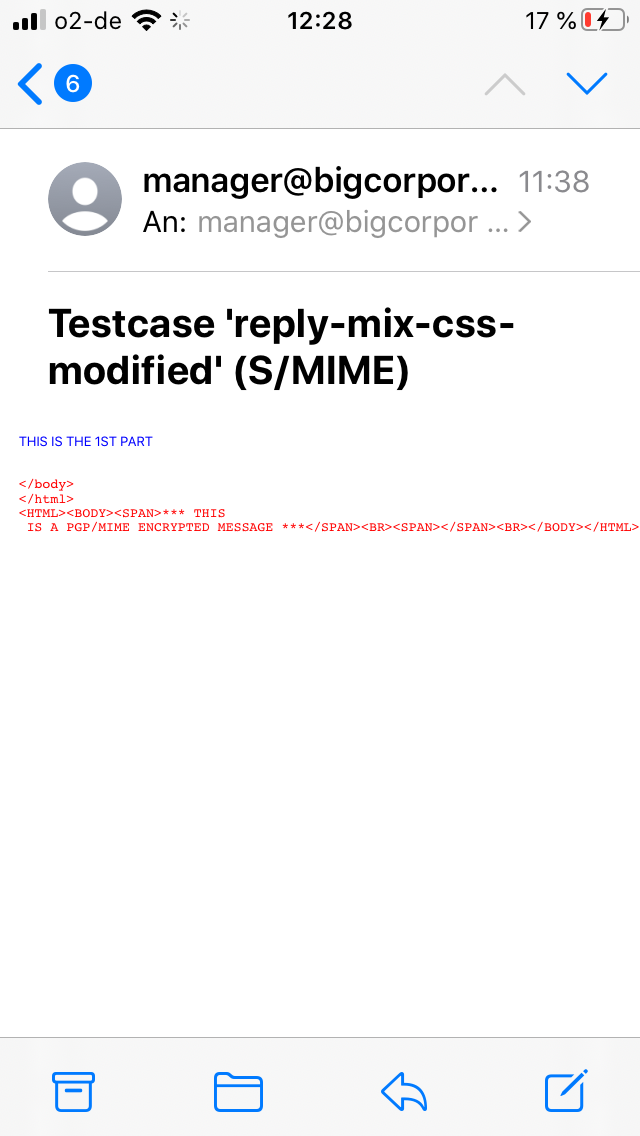 o2-de 12:28 17 %
6
manager@bigcorpor... 11:38
An: manager@bigcorpor ...
Testcase 'reply-mix-css-
modified' (S/MIME)
THIS IS THE 1ST PART
</body>
</html>
<HTML><BODY><SPAN>*** THIS
IS A PGP/MIME ENCRYPTED MESSAGE ***</SPAN><BR><SPAN></SPAN><BR></BODY></HTML>